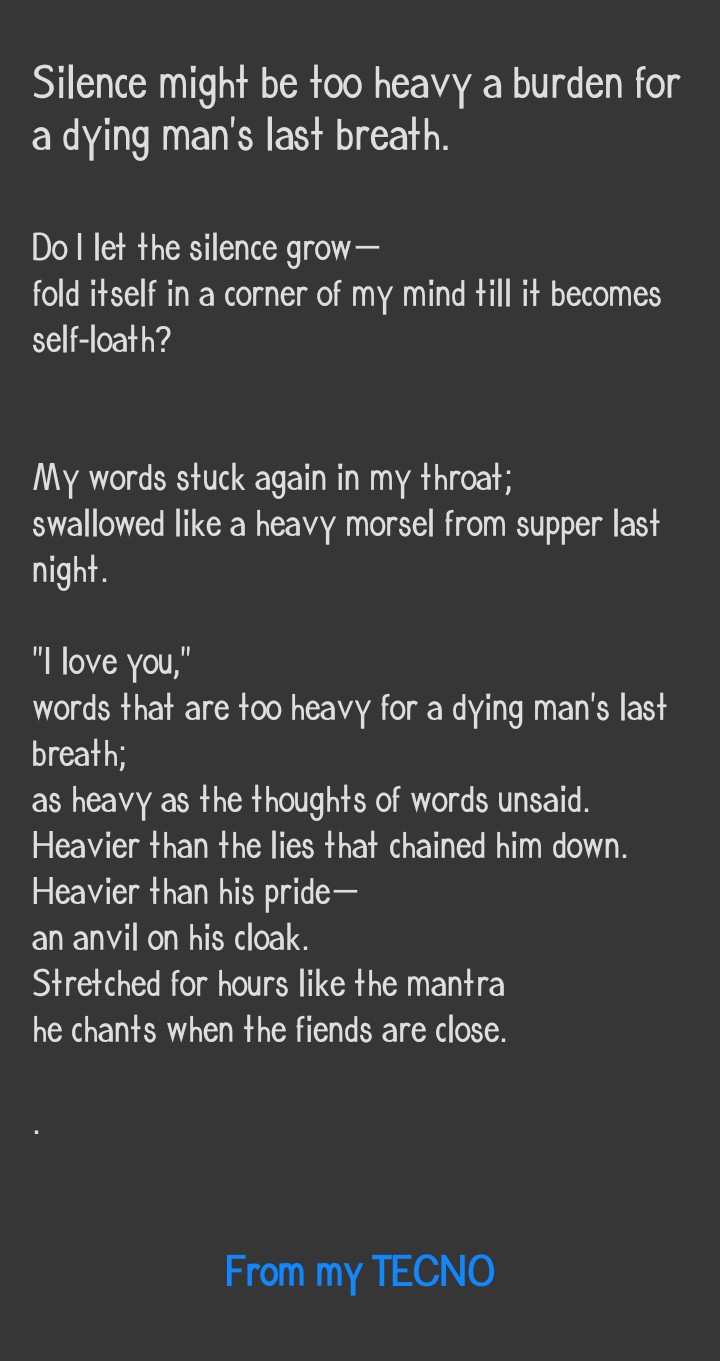 Silence might be too heavy a burden for
a dying man's last breath.
Do I let the silence grow—
fold itself in a corner of my mind till it becomes
self-loath?
My words stuck again in my throat;
swallowed like a heavy morsel from supper last
night.
"I love you,"
words that are too heavy for a dying man's last
breath;
as heavy as the thoughts of words unsaid.
Heavier than the lies that chained him down.
Heavier than his pride—
an anvil on his cloak.
Stretched for hours like the mantra
he chants when the fiends are close.
.
From my TECNO